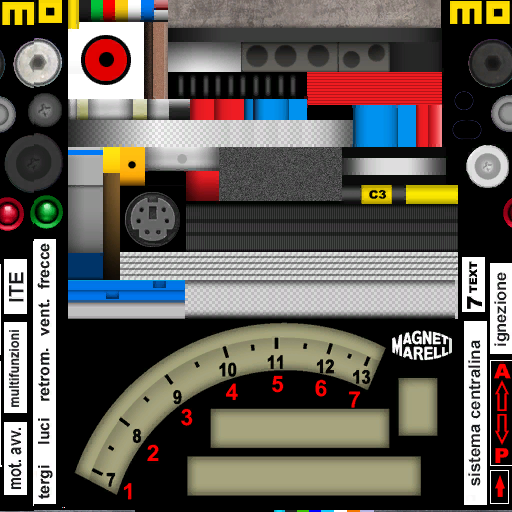 mo
mo
C3
ITE
multifunzioni
mot. avv.
frecce
vent.
retrom.
luci
tergi
7 TEXT
ignezione
sistema centralina
A
P
MAGNETI
MARELLI
7 8 9 10 11 12 13
1 2 3 4 5 6 7